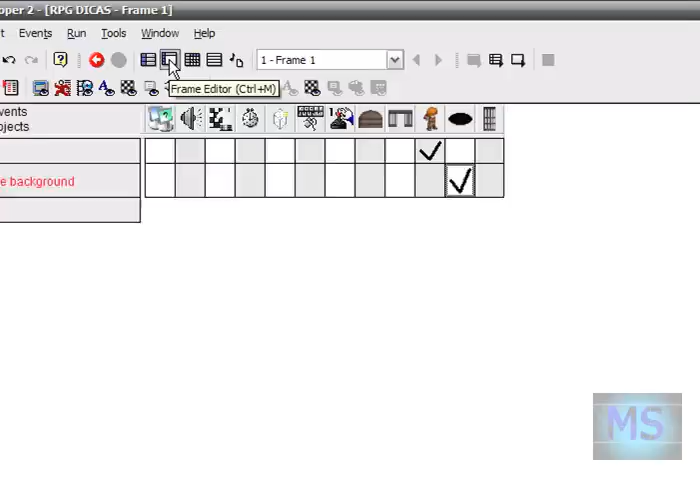 oper 2 - [RPG DICAS - Frame 1]
t Events Run Tools Window Help
1 - Frame 1
Frame Editor (Ctrl+M)
vents
bjects
e background
MS